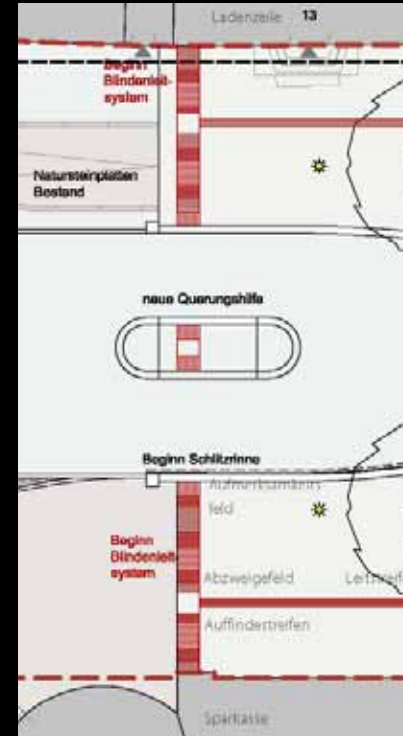 Ladenzeile 13
Beginn
Blindenleit-
system
Natursteinplatten
Bestand
neue Querungshilfe
Beginn Schlitzrinne
Aufmerksamkeits
feld
Beginn
Blindenleit-
system
Abzweigefeld Leitstreife
Auffindestreifen
Sparkasse